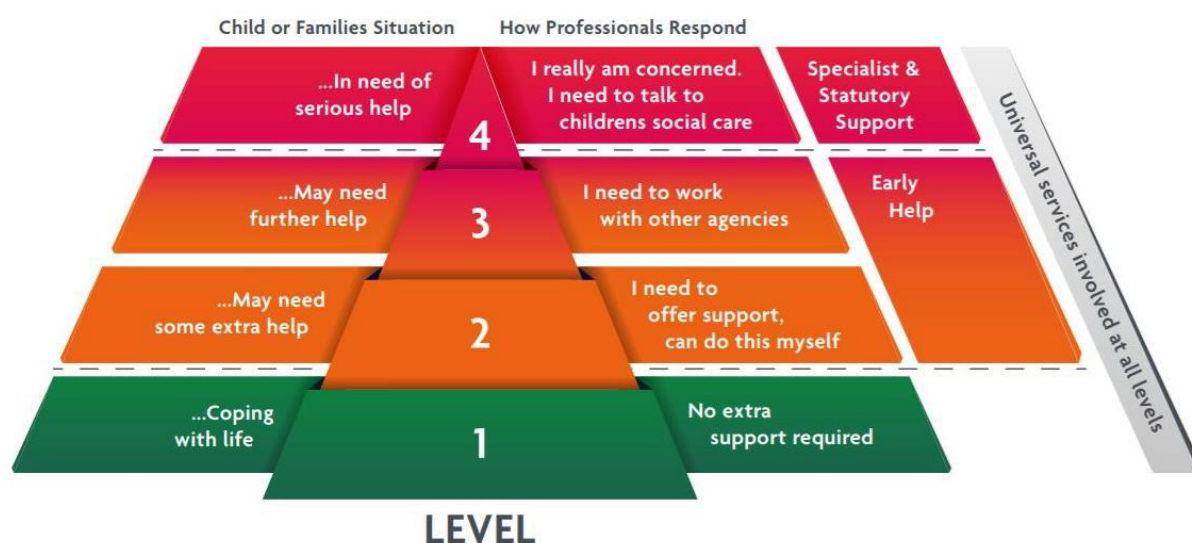 Child or Families Situation
How Professionals Respond
...In need of
serious help
4
I really am concerned.
I need to talk to
childrens social care
Specialist &
Statutory
Support
...May need
further help
3
I need to work
with other agencies
Early
Help
...May need
some extra help
2
I need to
offer support,
can do this myself
...Coping
with life
1
No extra
support required
Universal services involved at all levels
LEVEL